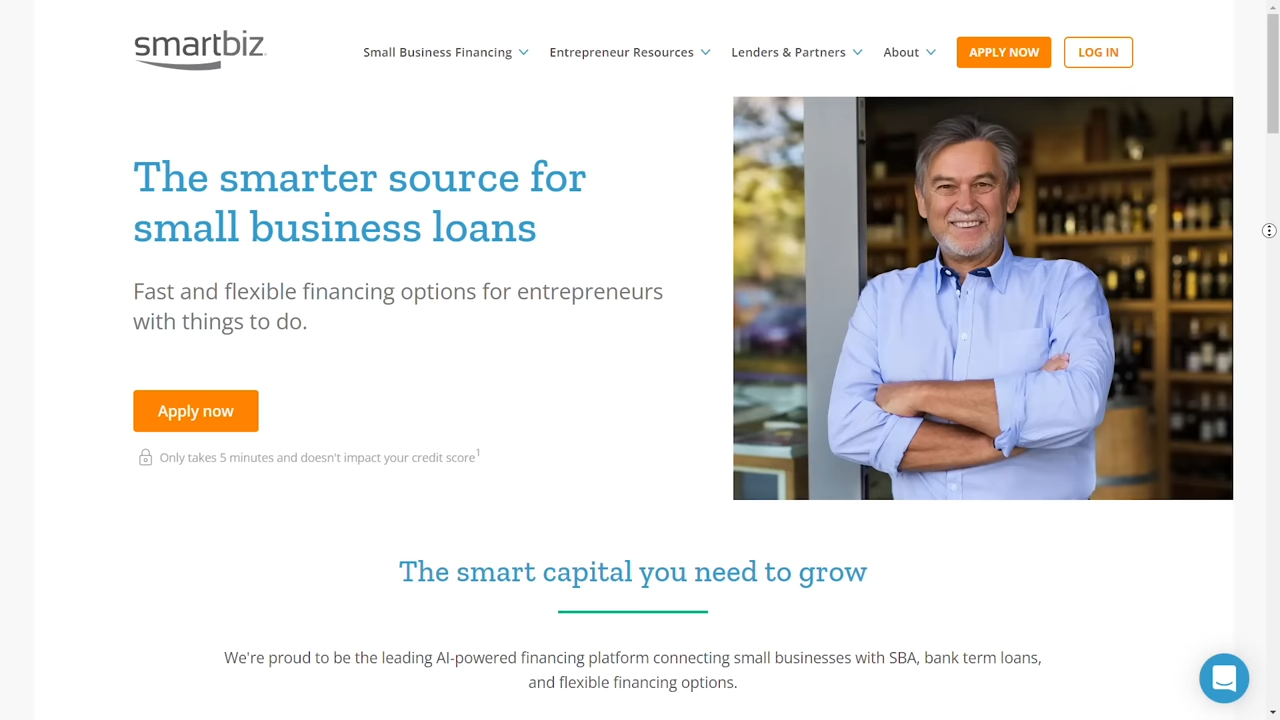 smartbiz
Small Business Financing
Entrepreneur Resources
Lenders & Partners
About
APPLY NOW
LOG IN
The smarter source for
small business loans
Fast and flexible financing options for entrepreneurs
with things to do.
Apply now
Only takes 5 minutes and doesn't impact your credit score1
The smart capital you need to grow
We're proud to be the leading AI-powered financing platform connecting small businesses with SBA, bank term loans,
and flexible financing options.